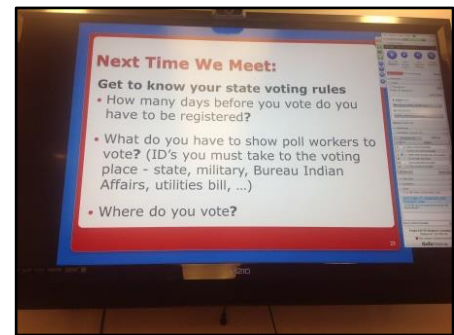 Next Time We Meet:
Get to know your state voting rules
• How many days before you vote do you
have to be registered?
• What do you have to show poll workers to
vote? (ID's you must take to the voting
place - state, military, Bureau Indian
Affairs, utilities bill, ...)
• Where do you vote?
VIZIO